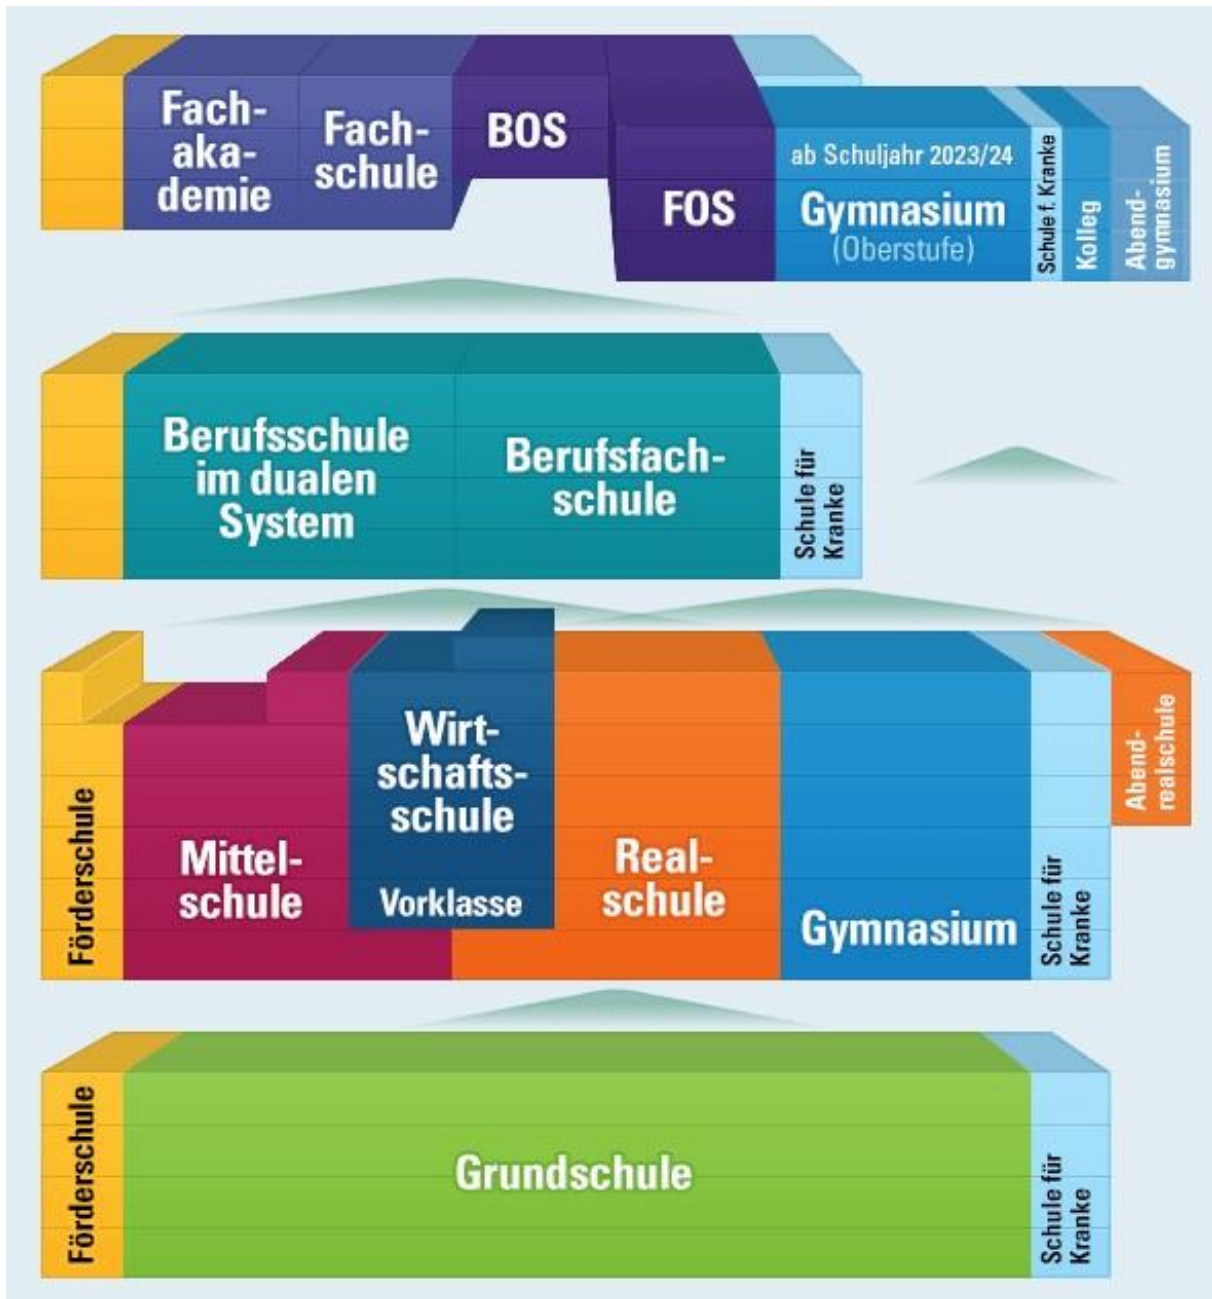 Fach-
aka-
demie
Fach-
schule
BOS
FOS
ab Schuljahr 2023/24
Gymnasium
(Oberstufe)
Schule f. Kranke
Kolleg
Abend-
gymnasium
Berufsschule
im dualen
System
Berufsfach-
schule
Schule für
Kranke
Förderschule
Mittel-
schule
Wirt-
schafts-
schule
Vorklasse
Real-
schule
Gymnasium
Schule für
Kranke
Abend-
realschule
Förderschule
Grundschule
Schule für
Kranke